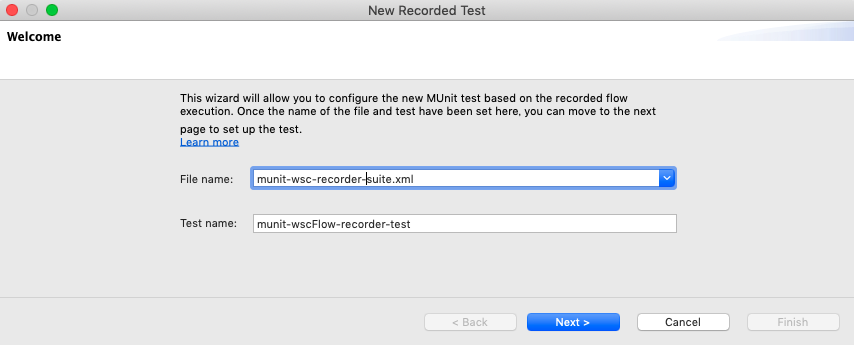 New Recorded Test
Welcome
This wizard will allow you to configure the new MUnit test based on the recorded flow
execution. Once the name of the file and test have been set here, you can move to the next
page to set up the test.
Learn more
File name: munit-wsc-recorder-suite.xml
Test name: munit-wscFlow-recorder-test
< Back Next > Cancel Finish